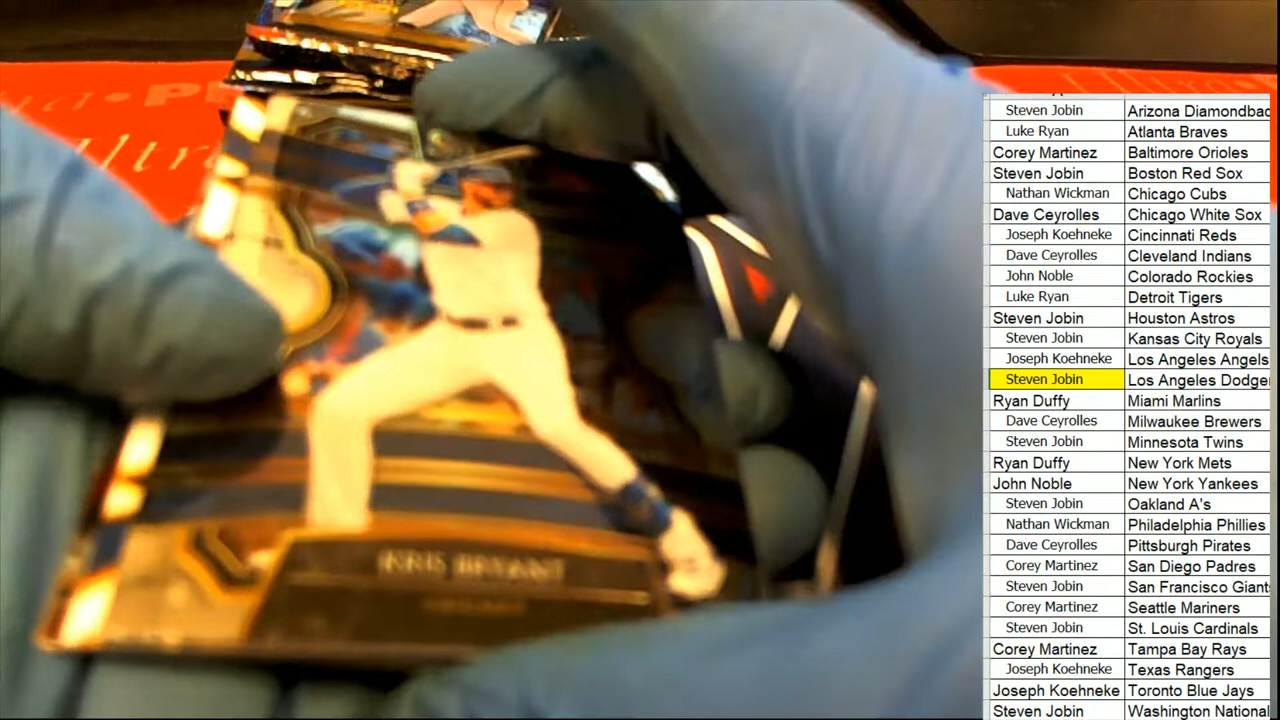 Ultra
KRIS BRYANT
Steven Jobin Arizona Diamondbac
Luke Ryan Atlanta Braves
Corey Martinez Baltimore Orioles
Steven Jobin Boston Red Sox
Nathan Wickman Chicago Cubs
Dave Ceyrolles Chicago White Sox
Joseph Koehneke Cincinnati Reds
Dave Ceyrolles Cleveland Indians
John Noble Colorado Rockies
Luke Ryan Detroit Tigers
Steven Jobin Houston Astros
Steven Jobin Kansas City Royals
Joseph Koehneke Los Angeles Angels
Steven Jobin Los Angeles Dodge
Ryan Duffy Miami Marlins
Dave Ceyrolles Milwaukee Brewers
Steven Jobin Minnesota Twins
Ryan Duffy New York Mets
John Noble New York Yankees
Steven Jobin Oakland A's
Nathan Wickman Philadelphia Phillies
Dave Ceyrolles Pittsburgh Pirates
Corey Martinez San Diego Padres
Steven Jobin San Francisco Giant
Corey Martinez Seattle Mariners
Steven Jobin St. Louis Cardinals
Corey Martinez Tampa Bay Rays
Joseph Koehneke Texas Rangers
Joseph Koehneke Toronto Blue Jays
Steven Jobin Washington National